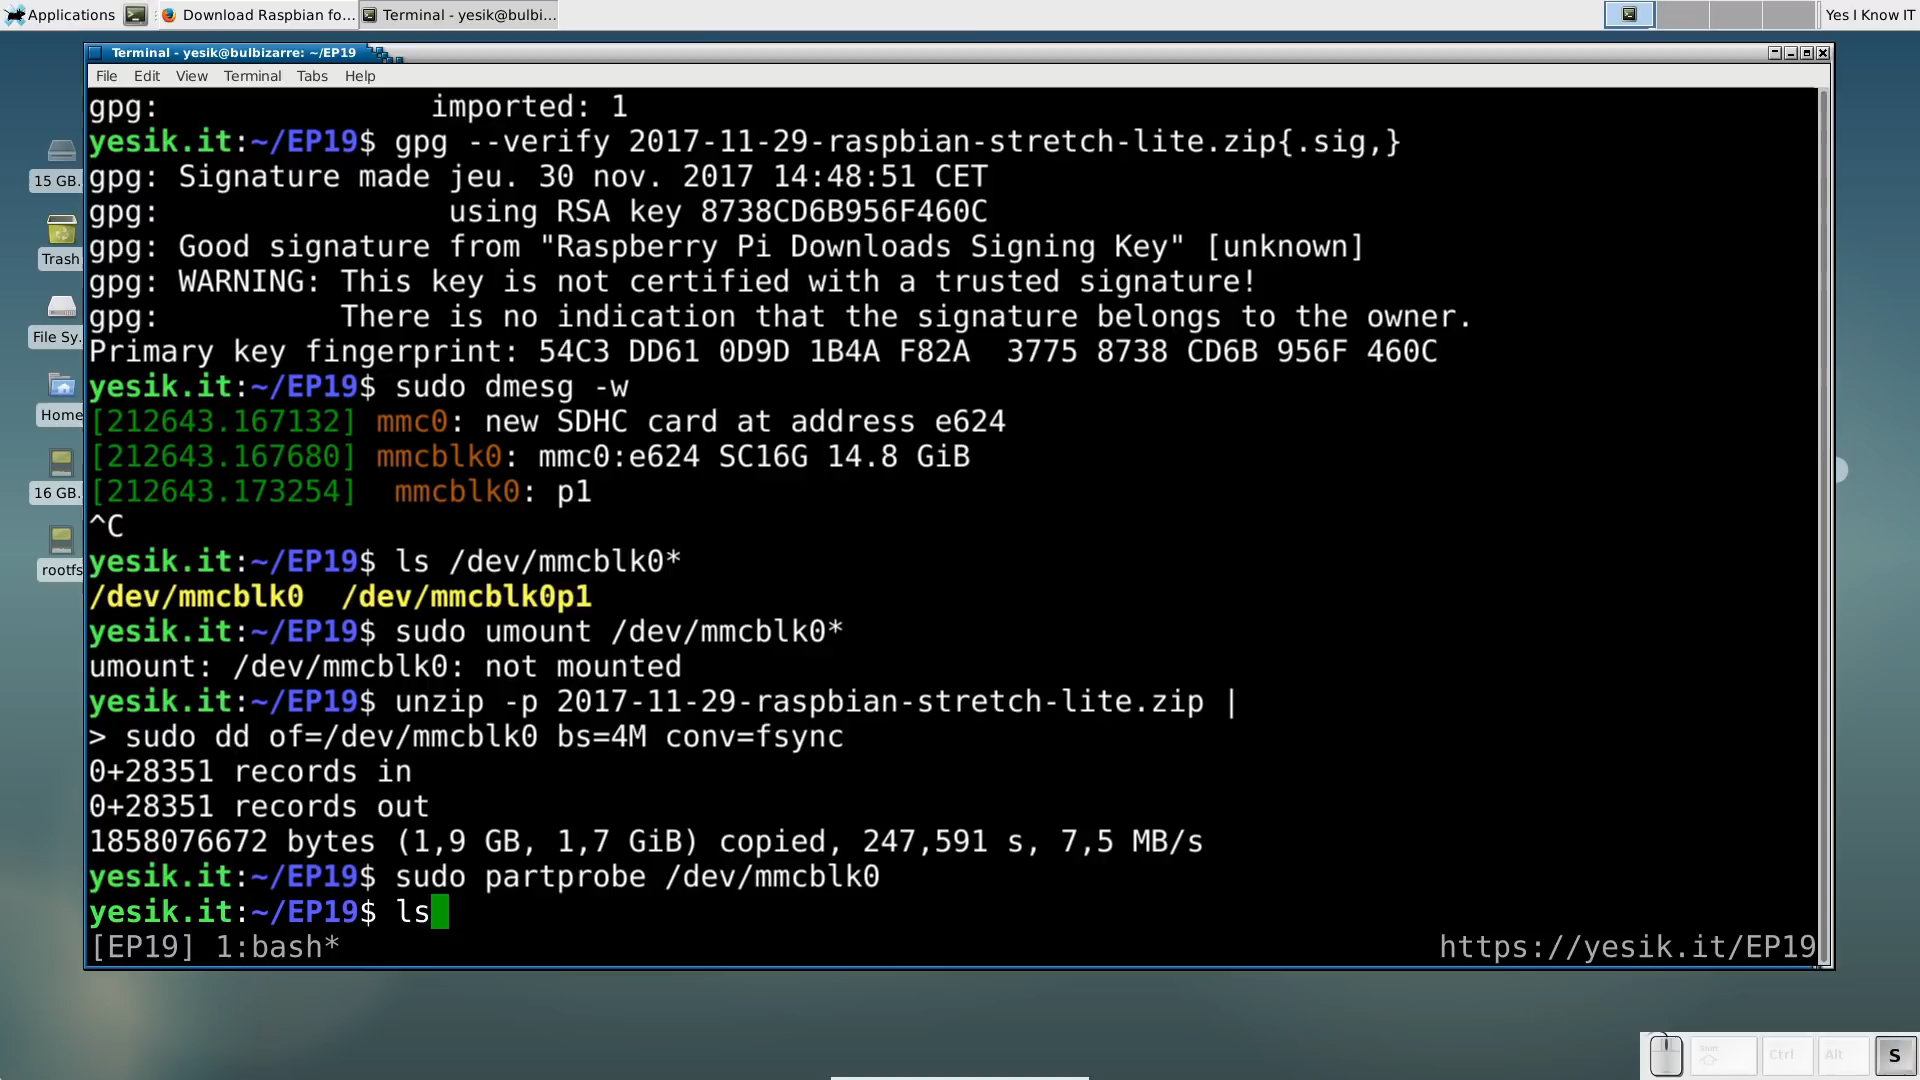 Applications
Download Raspbian fo...
Terminal - yesik@bulbi...
Yes I Know IT
Terminal - yesik@bulbizarre: ~/EP19
File Edit View Terminal Tabs Help
15 GB.
Trash
File Sy.
Home
16 GB.
rootfs
gpg:               imported: 1
yesik.it:~/EP19$ gpg --verify 2017-11-29-raspbian-stretch-lite.zip{.sig,}
gpg: Signature made jeu. 30 nov. 2017 14:48:51 CET
gpg:                using RSA key 8738CD6B956F460C
gpg: Good signature from "Raspberry Pi Downloads Signing Key" [unknown]
gpg: WARNING: This key is not certified with a trusted signature!
gpg:          There is no indication that the signature belongs to the owner.
Primary key fingerprint: 54C3 DD61 0D9D 1B4A F82A  3775 8738 CD6B 956F 460C
yesik.it:~/EP19$ sudo dmesg -w
[212643.167132] mmc0: new SDHC card at address e624
[212643.167680] mmcblk0: mmc0:e624 SC16G 14.8 GiB
[212643.173254]  mmcblk0: p1
^C
yesik.it:~/EP19$ ls /dev/mmcblk0*
/dev/mmcblk0  /dev/mmcblk0p1
yesik.it:~/EP19$ sudo umount /dev/mmcblk0*
umount: /dev/mmcblk0: not mounted
yesik.it:~/EP19$ unzip -p 2017-11-29-raspbian-stretch-lite.zip |
> sudo dd of=/dev/mmcblk0 bs=4M conv=fsync
0+28351 records in
0+28351 records out
1858076672 bytes (1,9 GB, 1,7 GiB) copied, 247,591 s, 7,5 MB/s
yesik.it:~/EP19$ sudo partprobe /dev/mmcblk0
yesik.it:~/EP19$ ls
[EP19] 1:bash*
https://yesik.it/EP19
Ctrl
Alt
S